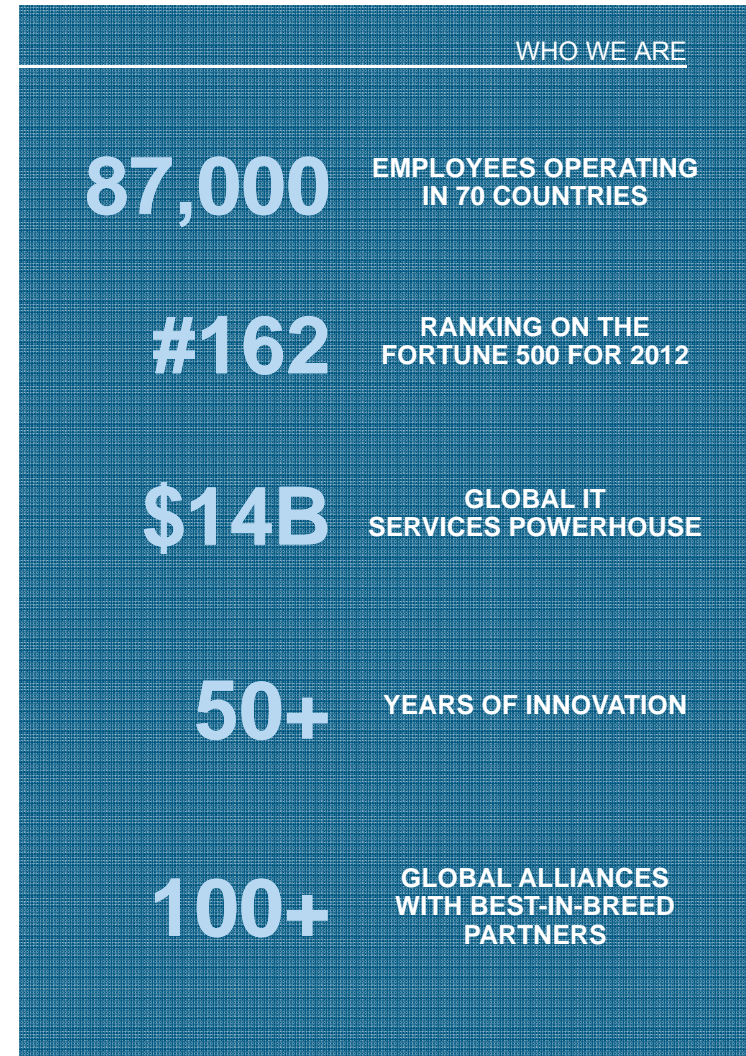 WHO WE ARE
87,000
EMPLOYEES OPERATING
IN 70 COUNTRIES
#162
RANKING ON THE
FORTUNE 500 FOR 2012
$14B
GLOBAL IT
SERVICES POWERHOUSE
50+
YEARS OF INNOVATION
100+
GLOBAL ALLIANCES
WITH BEST-IN-BREED
PARTNERS